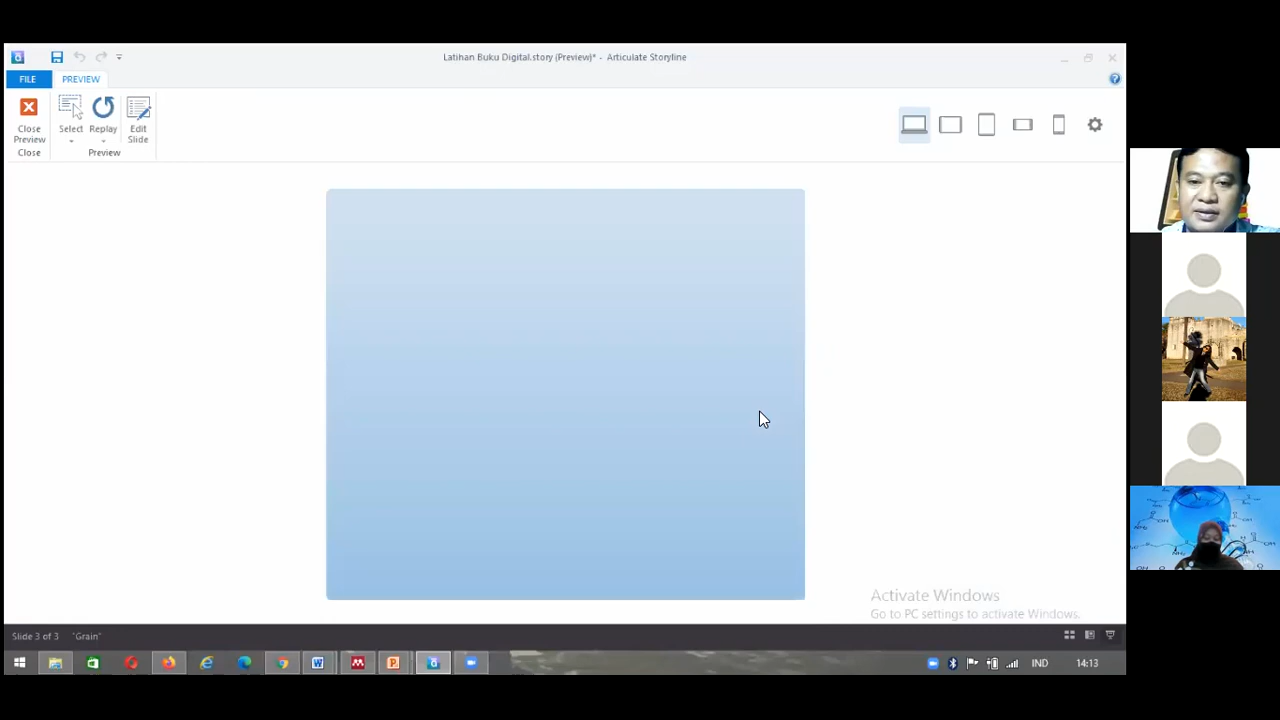 Latihan Buku Digital.story (Preview)* - Articulate Storyline
FILE
PREVIEW
Close Preview
Select
Replay
Edit Slide
Close
Preview
Activate Windows
Go to PC settings to activate Windows.
Slide 3 of 3
"Grain"
IND
14:13